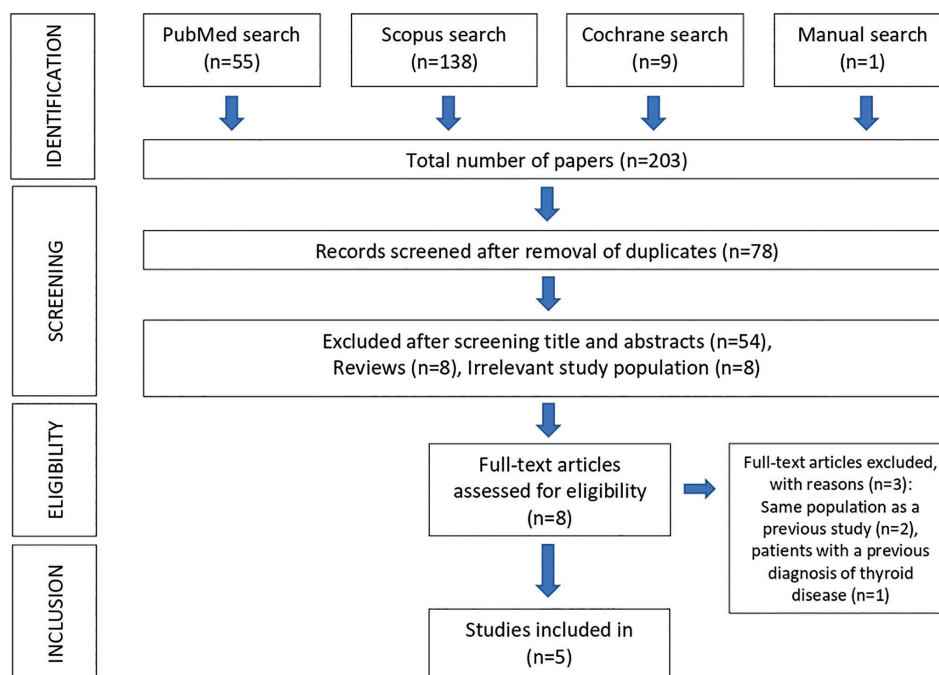 IDENTIFICATION
PubMed search
(n=55)
Scopus search
(n=138)
Cochrane search
(n=9)
Manual search
(n=1)
Total number of papers (n=203)
SCREENING
Records screened after removal of duplicates (n=78)
Excluded after screening title and abstracts (n=54),
Reviews (n=8), Irrelevant study population (n=8)
ELIGIBILITY
Full-text articles
assessed for eligibility
(n=8)
Full-text articles excluded,
with reasons (n=3):
Same population as
a previous study (n=2),
patients with a previous
diagnosis of thyroid
disease (n=1)
INCLUSION
Studies included in
(n=5)